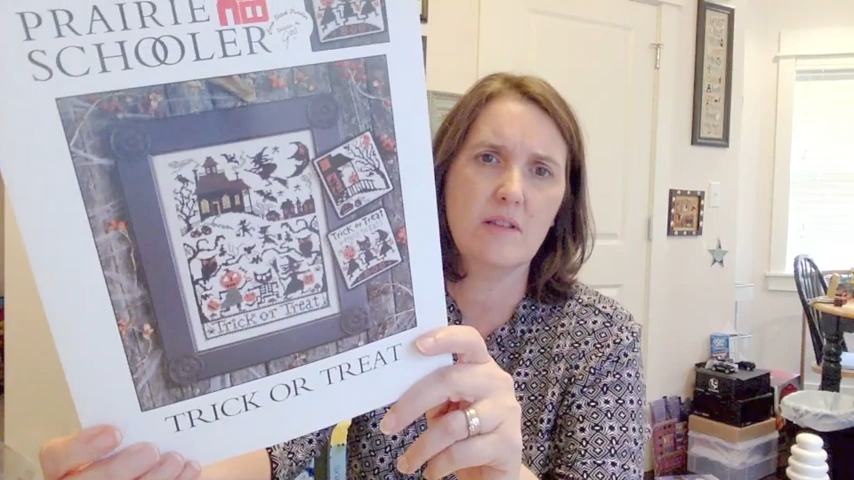 PRAIRIE
SCHOOLER
Trick or Treat
Trick or Treat
TRICK OR TREAT